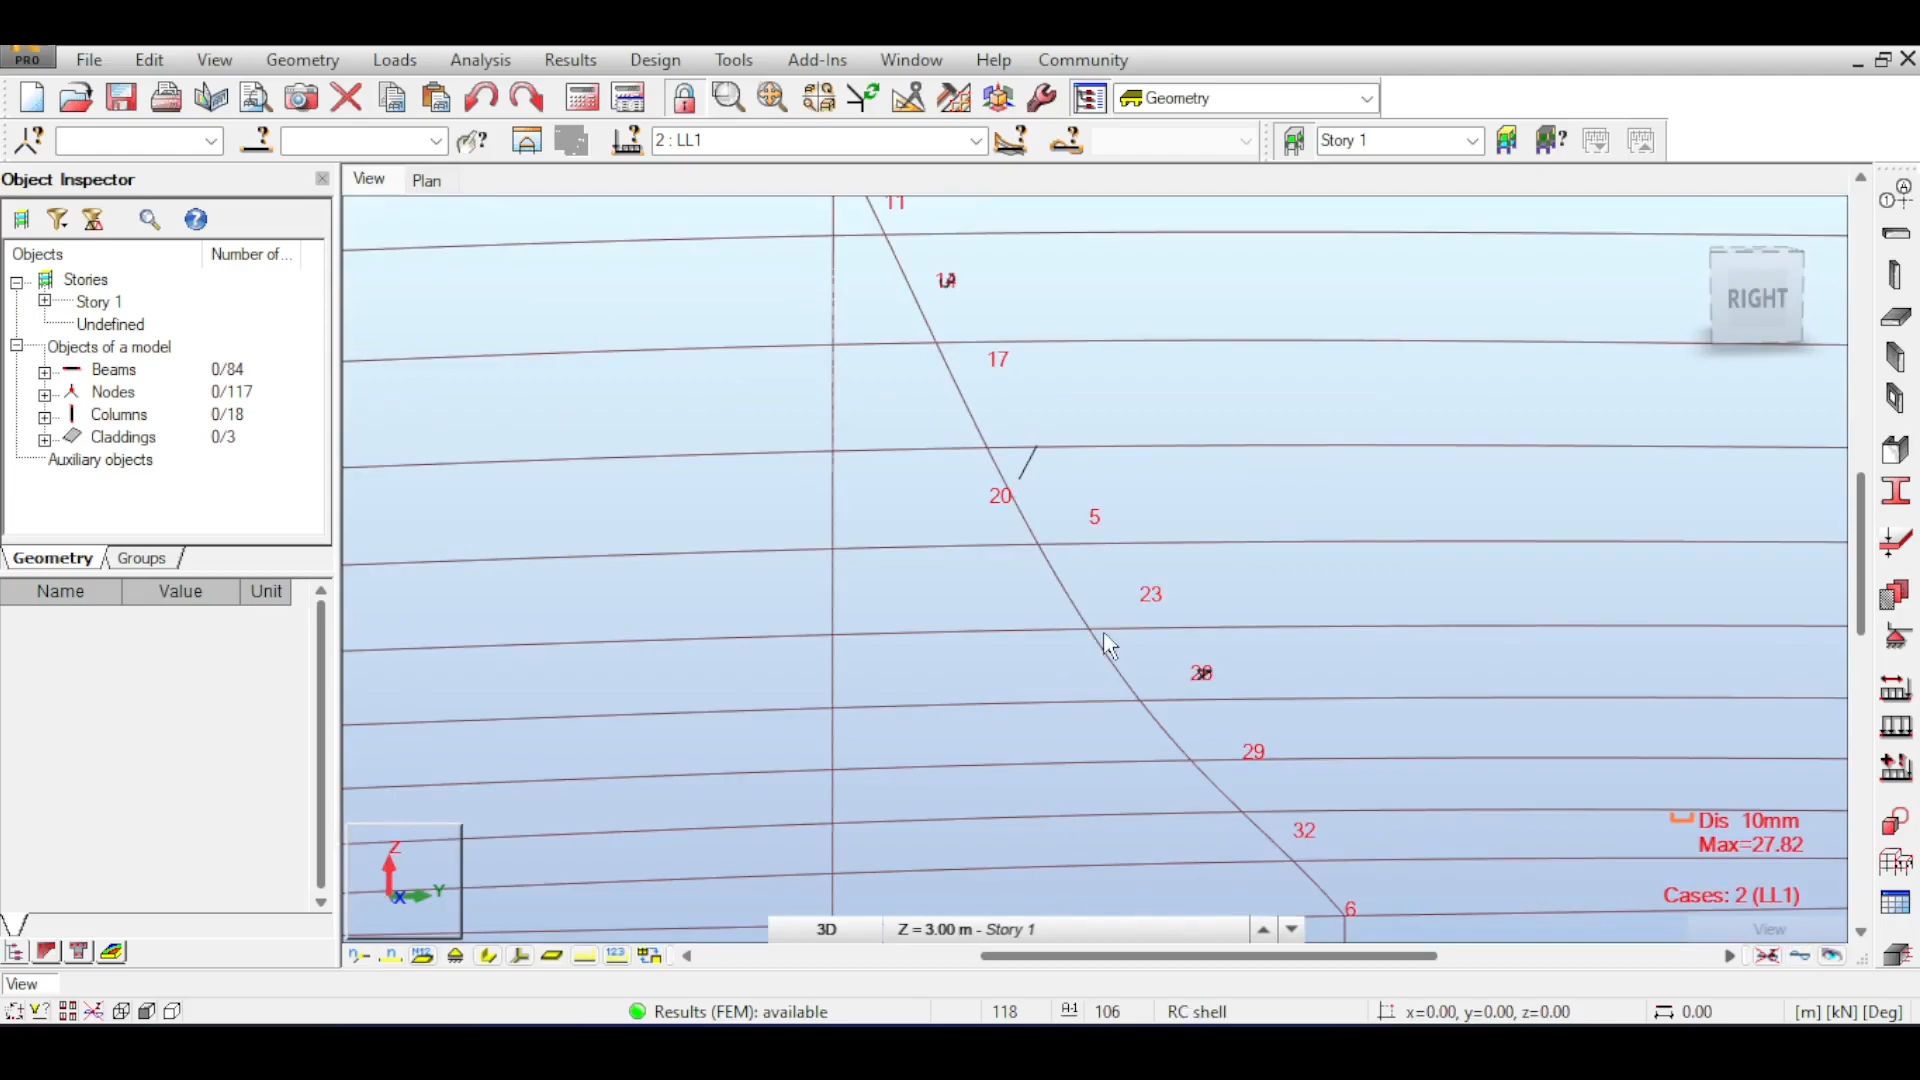 PRO
File Edit View Geometry Loads Analysis Results Design Tools Add-Ins Window Help Community
Geometry
2 : LL1
Story 1
Object Inspector
View
Plan
Objects Number of...
Stories
Story 1
Undefined
Objects of a model
Beams 0/84
Nodes 0/117
Columns 0/18
Claddings 0/3
Auxiliary objects
Geometry Groups
Name Value Unit
11
17
20
5
23
29
32
6
RIGHT
Dis 10mm
Max=27.82
Cases: 2 (LL1)
Z
X
Y
3D Z = 3.00 m - Story 1
View
View
Results (FEM): available 118 106 RC shell x=0.00, y=0.00, z=0.00 0.00 [m] [kN] [Deg]